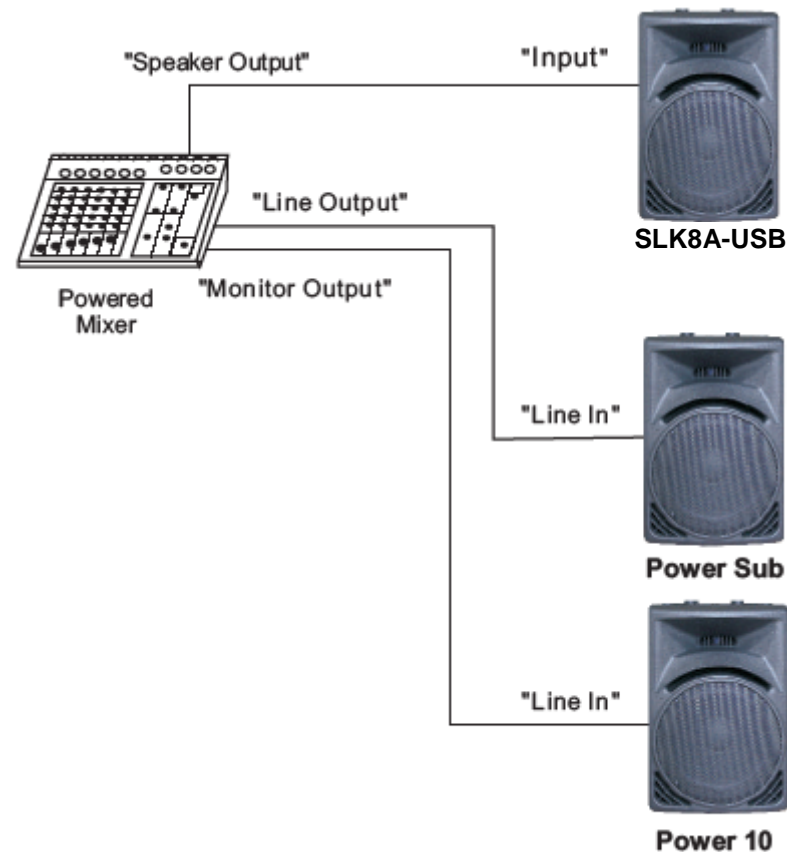 "Speaker Output"
"Input"
SLK8A-USB
"Line Output"
"Monitor Output"
Powered
Mixer
"Line In"
Power Sub
"Line In"
Power 10